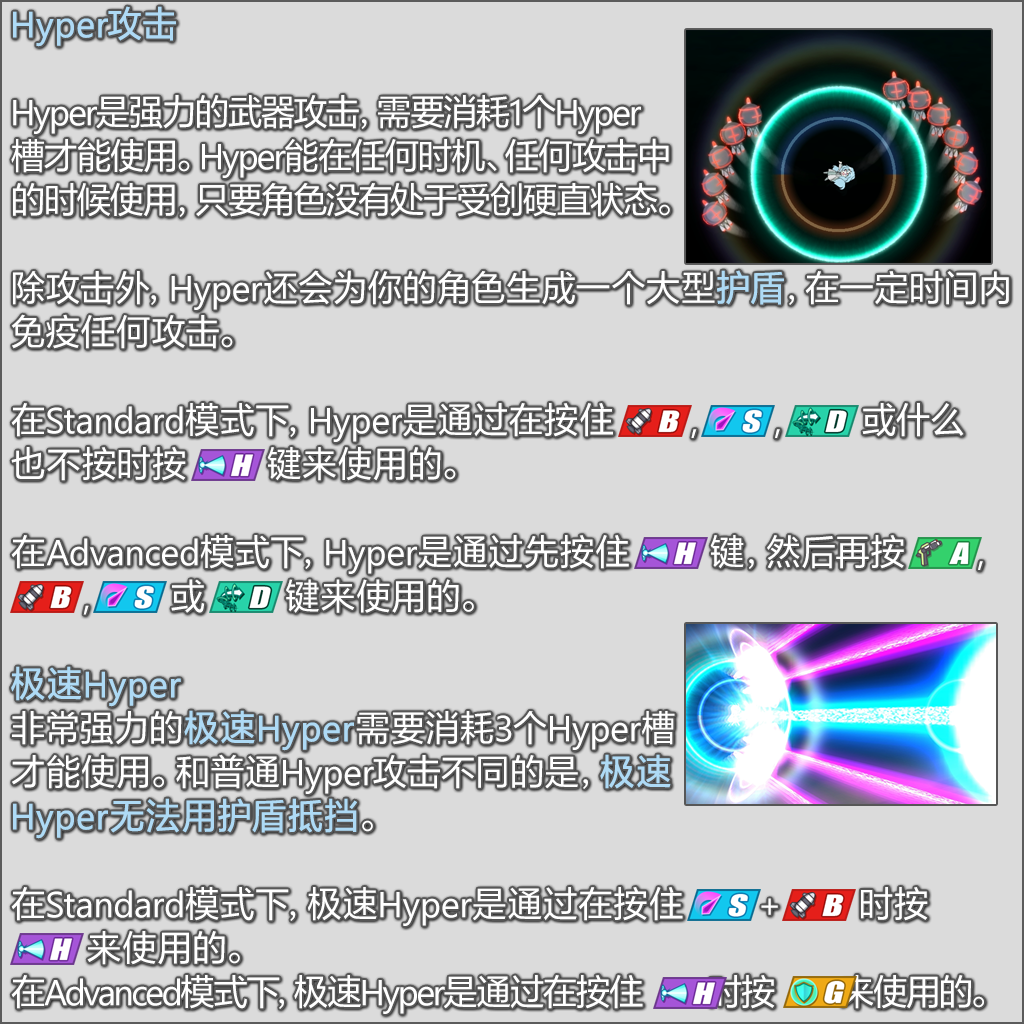 Hyper攻击
Hyper是强力的武器攻击, 需要消耗1个Hyper
槽才能使用。Hyper能在任何时机、任何攻击中
的时候使用, 只要角色没有处于受创硬直状态。
除攻击外, Hyper还会为你的角色生成一个大型护盾, 在一定时间内
免疫任何攻击。
在Standard模式下, Hyper是通过在按住 B , S , D 或什么
也不按时按 H 键来使用的。
在Advanced模式下, Hyper是通过先按住 H 键, 然后再按 A ,
B , S 或 D 键来使用的。
极速Hyper
非常强力的极速Hyper需要消耗3个Hyper槽
才能使用。和普通Hyper攻击不同的是, 极速
Hyper无法用护盾抵挡。
在Standard模式下, 极速Hyper是通过在按住 S + B 时按
H 来使用的。
在Advanced模式下, 极速Hyper是通过在按住 H 时按 G 来使用的。